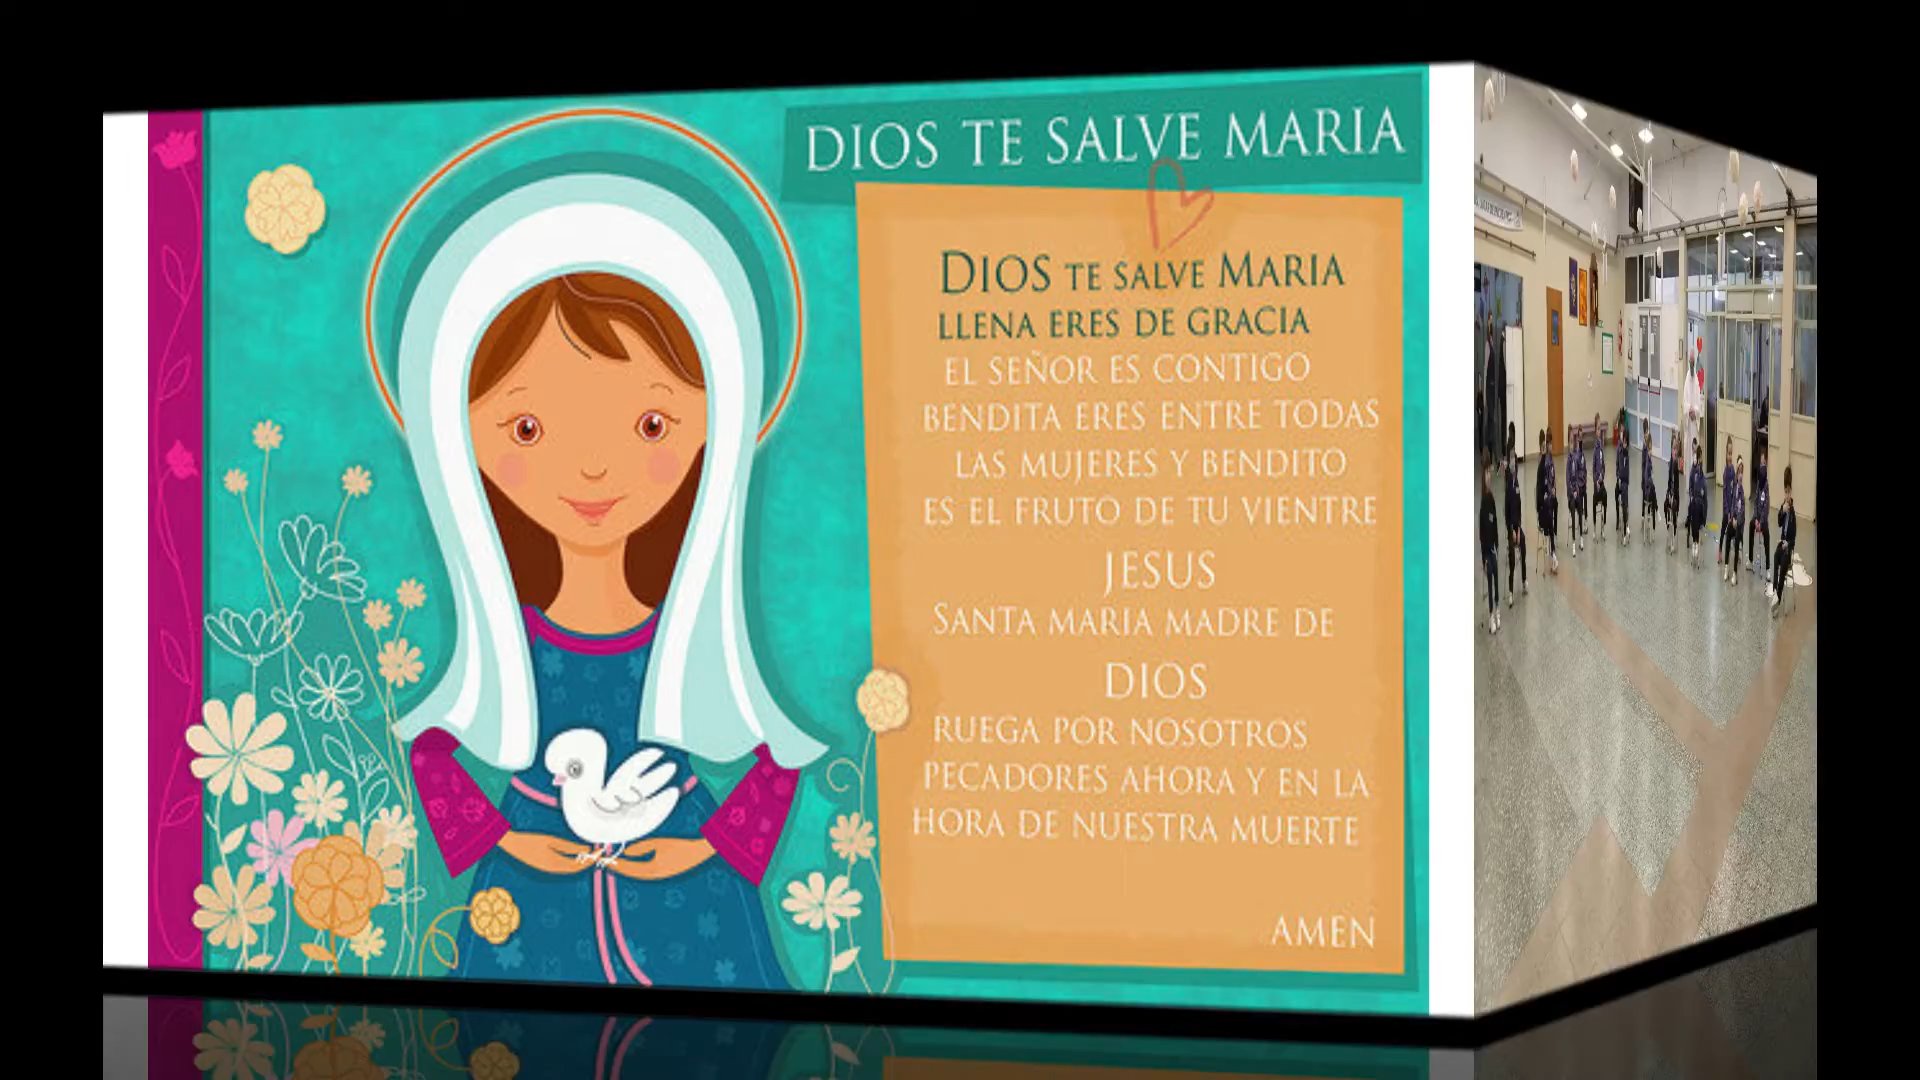 DIOS TE SALVE MARIA
DIOS TE SALVE MARIA
LLENA ERES DE GRACIA
EL SEÑOR ES CONTIGO
BENDITA ERES ENTRE TODAS
LAS MUJERES Y BENDITO
ES EL FRUTO DE TU VIENTRE
JESUS
SANTA MARIA MADRE DE
DIOS
RUEGA POR NOSOTROS
PECADORES AHORA Y EN LA
HORA DE NUESTRA MUERTE
AMEN